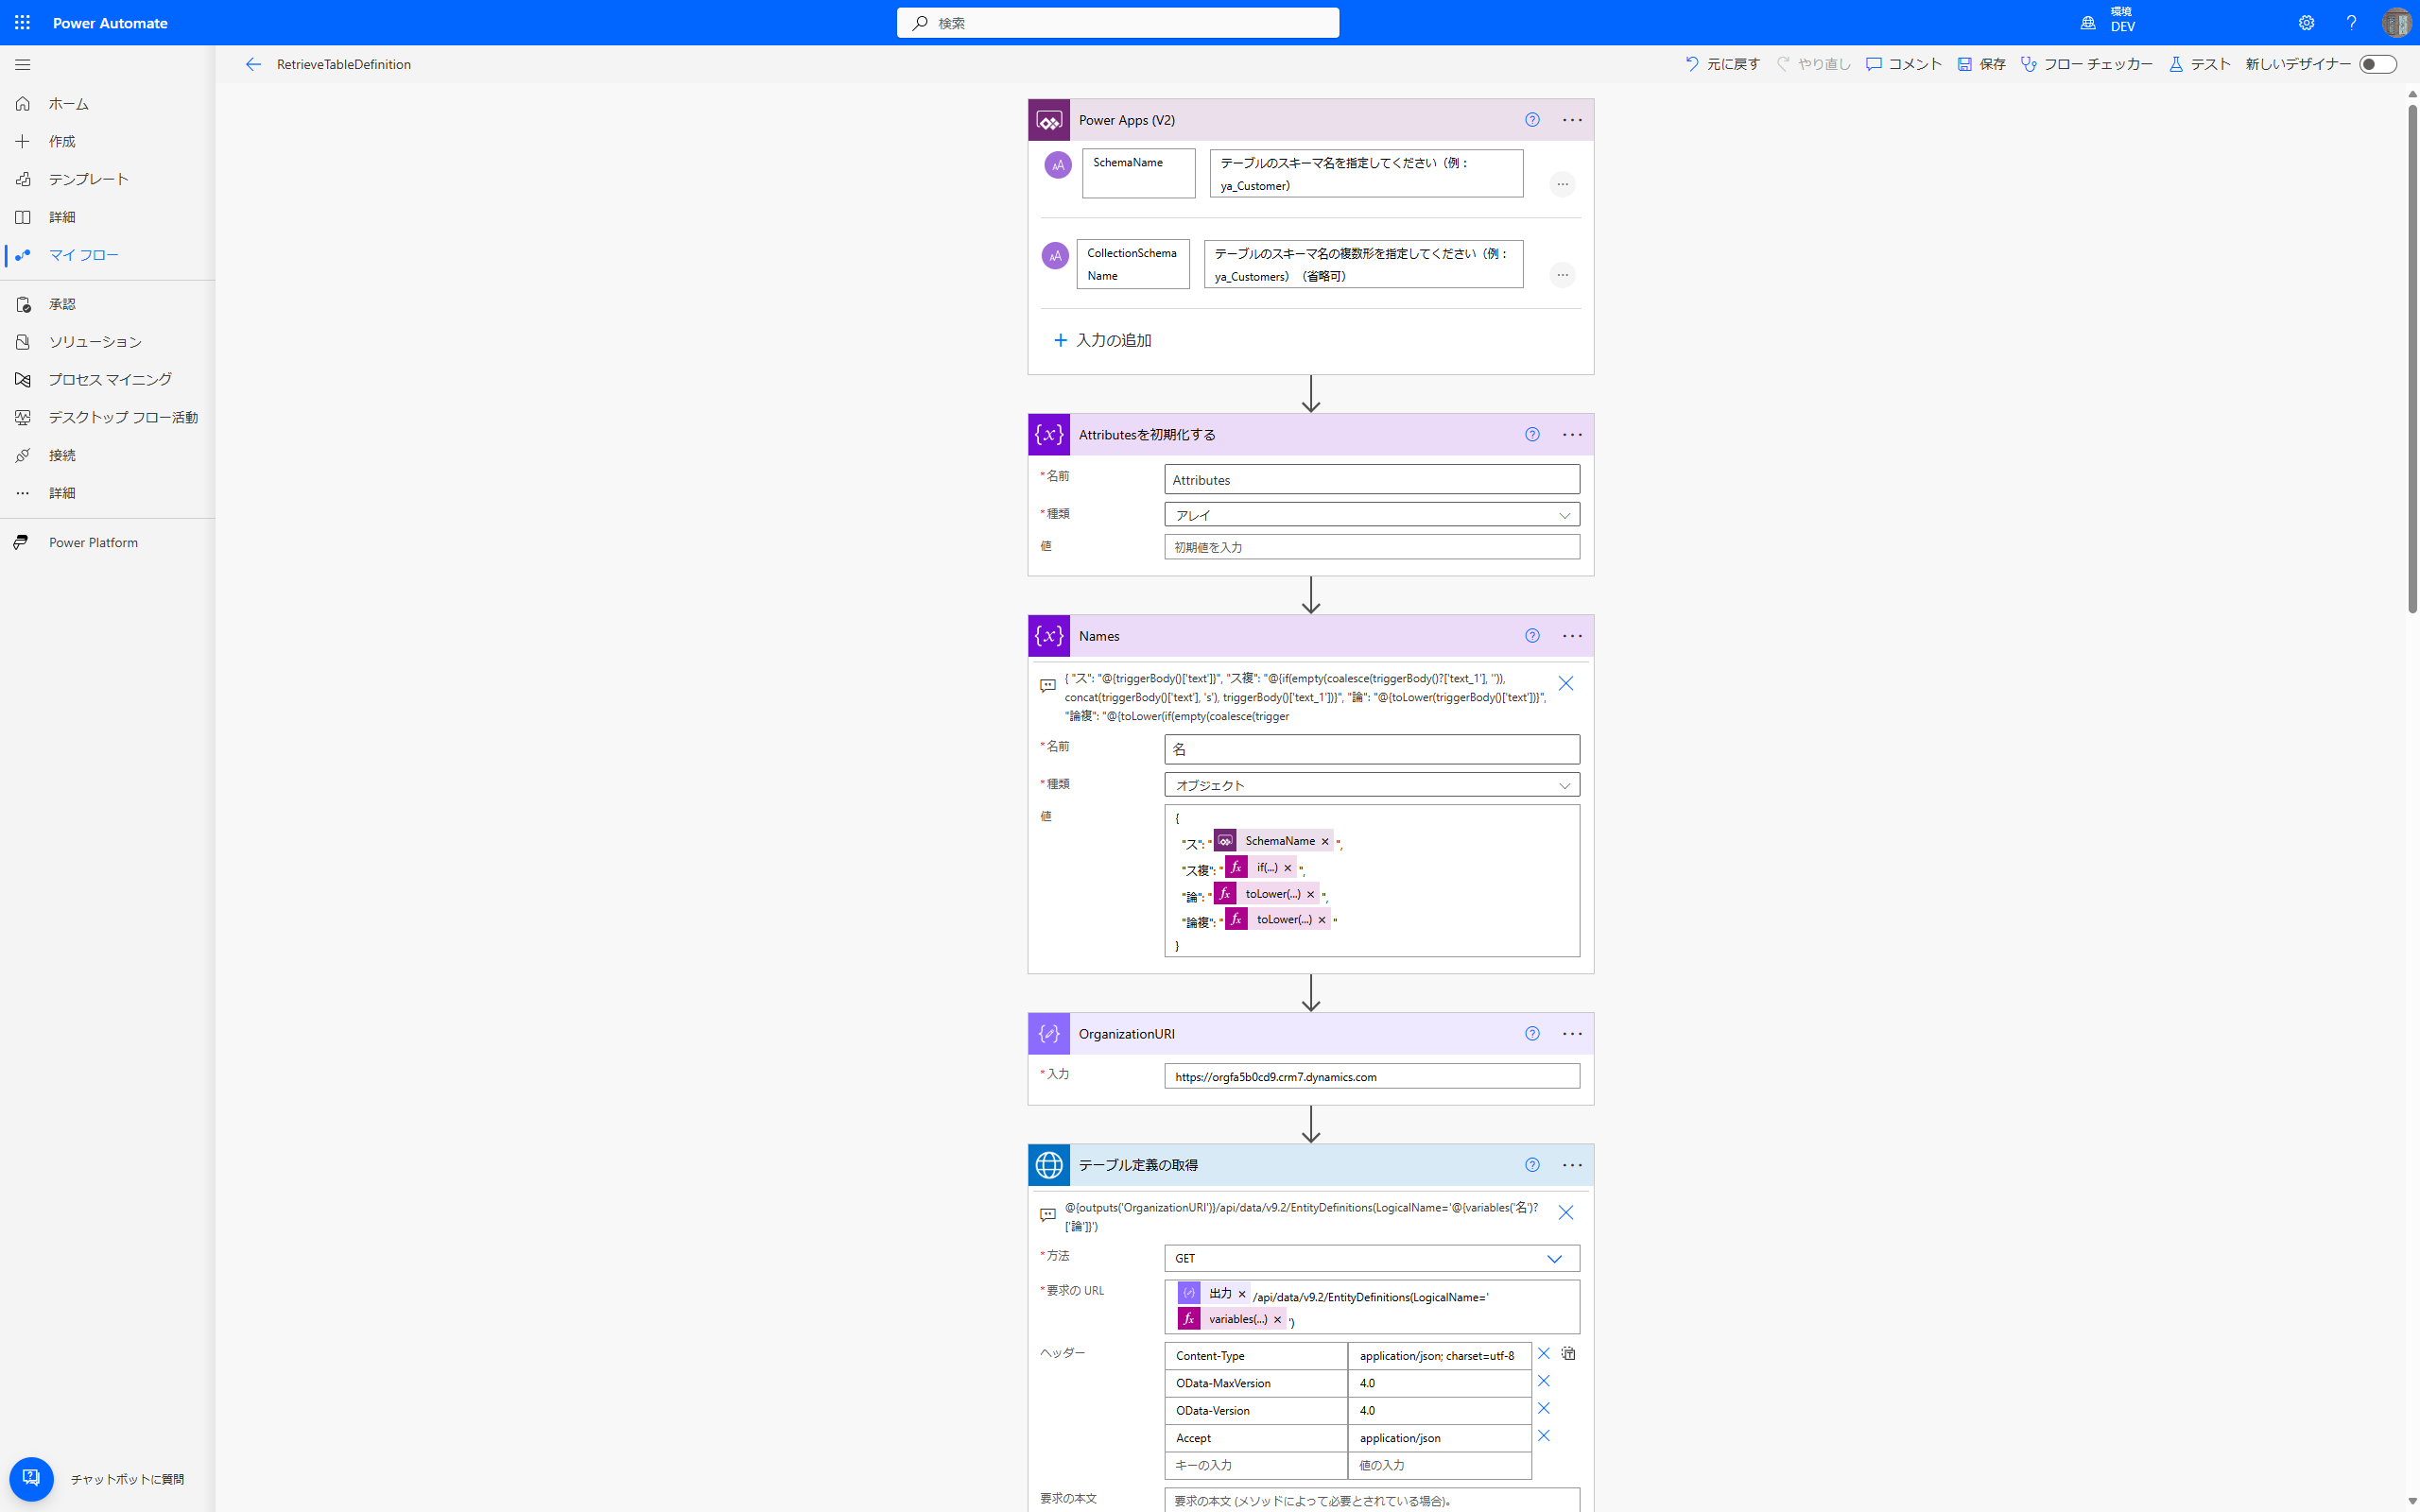 Power Automate
検索
環境
DEV
RetrieveTableDefinition
元に戻す
やり直し
コメント
保存
フロー チェッカー
テスト
新しいデザイナー
ホーム
作成
テンプレート
詳細
マイ フロー
承認
ソリューション
プロセス マイニング
デスクトップ フロー活動
接続
詳細
Power Platform
チャットボットに質問
Power Apps (V2)
SchemaName
テーブルのスキーマ名を指定してください（例：
ya_Customer）
CollectionSchema
Name
テーブルのスキーマ名の複数形を指定してください（例：
ya_Customers）（省略可）
入力の追加
Attributesを初期化する
*名前
Attributes
*種類
アレイ
値
初期値を入力
Names
{ "ス": "@{triggerBody()['text']}", "ス複": "@{if(empty(coalesce(triggerBody()?['text_1'], '')),
concat(triggerBody()['text'], 's'), triggerBody()['text_1'])}", "論": "@{toLower(triggerBody()['text'])}",
"論複": "@{toLower(if(empty(coalesce(trigger
*名前
名
*種類
オブジェクト
値
{
"ス": " SchemaName × ",
"ス複": " fx if(...) × ",
"論": " fx toLower(...) × ",
"論複": " fx toLower(...) × "
}
OrganizationURI
*入力
https://orgfa5b0cd9.crm7.dynamics.com
テーブル定義の取得
@{outputs('OrganizationURI')}/api/data/v9.2/EntityDefinitions(LogicalName='@{variables('名')?
['論']}')
*方法
GET
*要求の URL
出力 × /api/data/v9.2/EntityDefinitions(LogicalName='
fx variables(...) × ')
ヘッダー
Content-Type
application/json; charset=utf-8
OData-MaxVersion
4.0
OData-Version
4.0
Accept
application/json
キーの入力
値の入力
要求の本文
要求の本文 (メソッドによって必要とされている場合)。